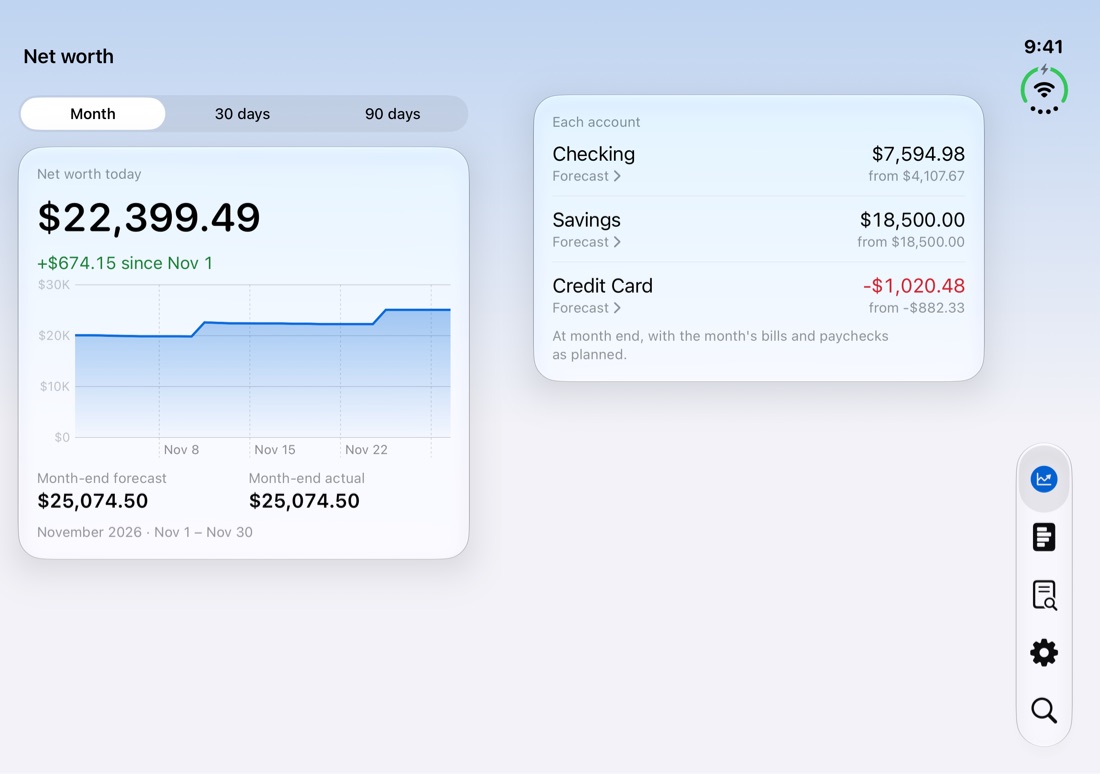 9:41
Net worth
Month
30 days
90 days
Net worth today
$22,399.49
+$674.15 since Nov 1
$30K
$20K
$10K
$0
Nov 8
Nov 15
Nov 22
Month-end forecast
$25,074.50
Month-end actual
$25,074.50
November 2026 · Nov 1 – Nov 30
Each account
Checking
$7,594.98
Forecast
from $4,107.67
Savings
$18,500.00
Forecast
from $18,500.00
Credit Card
-$1,020.48
Forecast
from -$882.33
At month end, with the month's bills and paychecks
as planned.